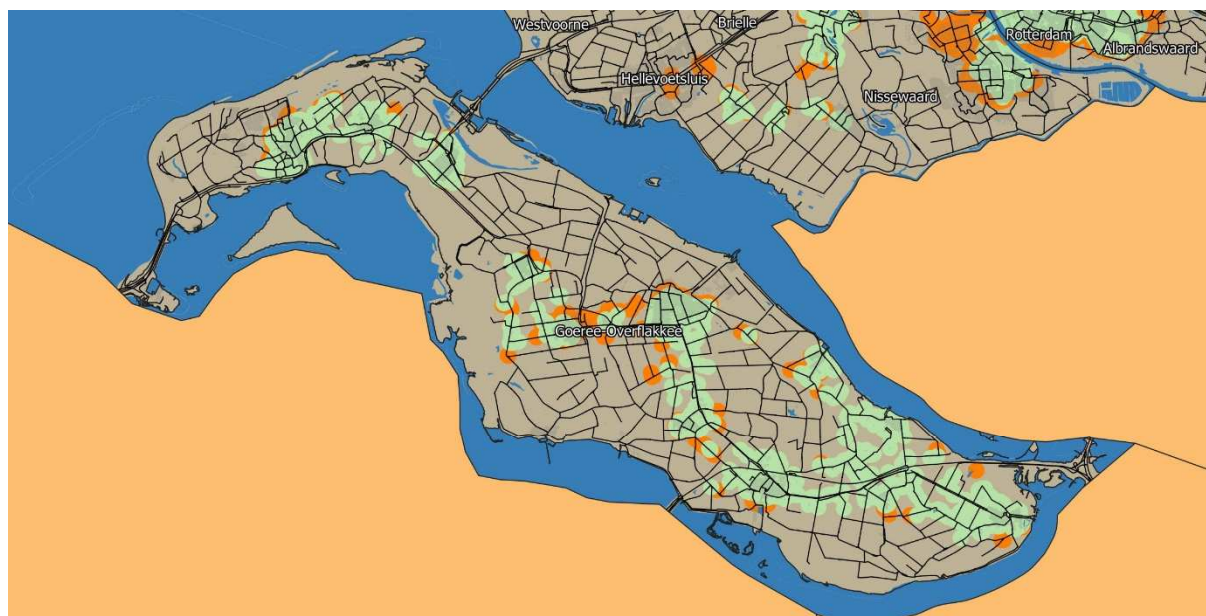 Westvoorne
Brielle
Rotterdam
Albrandswaard
Hellevoetsluis
Nissewaard
Goeree-Overflakkee